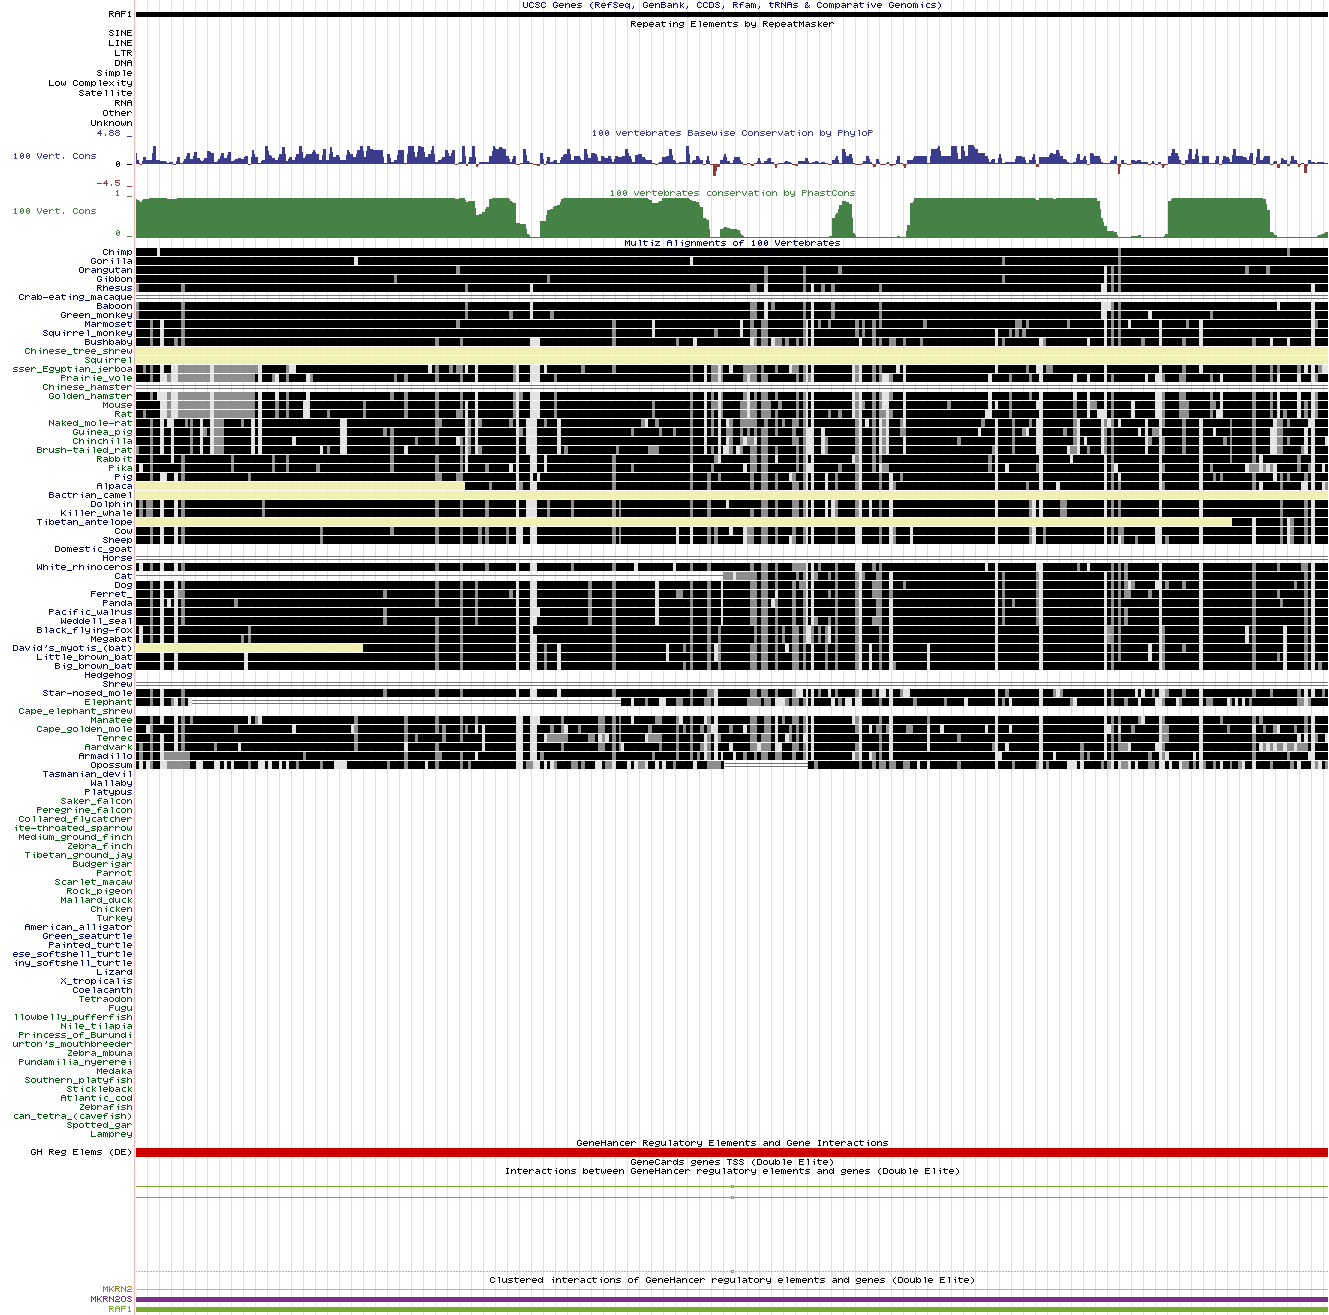 UCSC Genes (RefSeq, GenBank, CCDS, Rfam, tRNAs & Comparative Genomics)
RAF1
Repeating Elements by RepeatMasker
SINE
LINE
LTR
DNA
Simple
Low Complexity
Satellite
RNA
Other
Unknown
4.88 _
100 vertebrates Basewise Conservation by PhyloP
100 Vert. Cons
0 _
-4.5 _
100 vertebrates conservation by PhastCons
1 _
100 Vert. Cons
0 _
Multiz Alignments of 100 Vertebrates
Chimp
Gorilla
Orangutan
Gibbon
Rhesus
Crab-eating_macaque
Baboon
Green_monkey
Marmoset
Squirrel_monkey
Bushbaby
Chinese_tree_shrew
Squirrel
sser_Egyptian_jerboa
Prairie_vole
Chinese_hamster
Golden_hamster
Mouse
Rat
Naked_mole-rat
Guinea_pig
Chinchilla
Brush-tailed_rat
Rabbit
Pika
Pig
Alpaca
Bactrian_camel
Dolphin
Killer_whale
Tibetan_antelope
Cow
Sheep
Domestic_goat
Horse
White_rhinoceros
Cat
Dog
Ferret_
Panda
Pacific_walrus
Weddell_seal
Black_flying-fox
Megabat
David's_myotis_(bat)
Little_brown_bat
Big_brown_bat
Hedgehog
Shrew
Star-nosed_mole
Elephant
Cape_elephant_shrew
Manatee
Cape_golden_mole
Tenrec
Aardvark
Armadillo
Opossum
Tasmanian_devil
Wallaby
Platypus
Saker_falcon
Peregrine_falcon
Collared_flycatcher
ite-throated_sparrow
Medium_ground_finch
Zebra_finch
Tibetan_ground_jay
Budgerigar
Parrot
Scarlet_macaw
Rock_pigeon
Mallard_duck
Chicken
Turkey
American_alligator
Green_seaturtle
Painted_turtle
ese_softshell_turtle
iny_softshell_turtle
Lizard
X_tropicalis
Coelacanth
Tetraodon
Fugu
llowbelly_pufferfish
Nile_tilapia
Princess_of_Burundi
urton's_mouthbreeder
Zebra_mbuna
Pundamilia_nyererei
Medaka
Southern_platyfish
Stickleback
Atlantic_cod
Zebrafish
can_tetra_(cavefish)
Spotted_gar
Lamprey
GeneHancer Regulatory Elements and Gene Interactions
GH Reg Elems (DE)
GeneCards genes TSS (Double Elite)
Interactions between GeneHancer regulatory elements and genes (Double Elite)
Clustered interactions of GeneHancer regulatory elements and genes (Double Elite)
MKRN2
MKRN2OS
RAF1